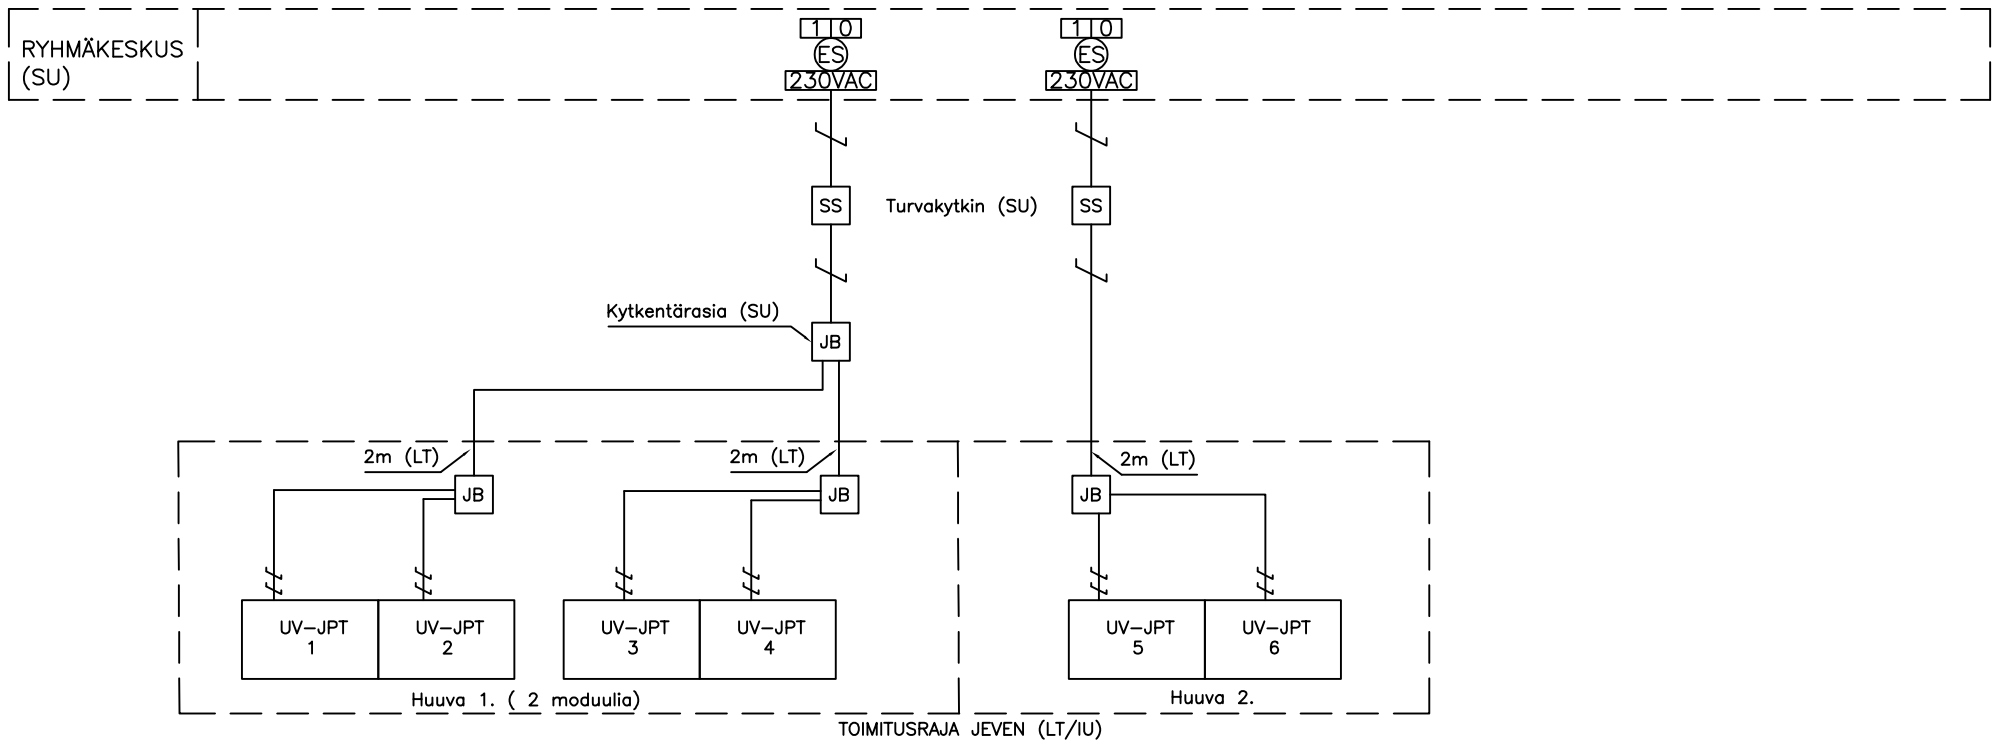 RYHMÄKESKUS
(SU)
1 0
ES
230VAC
1 0
ES
230VAC
SS
Turvakytkin (SU)
SS
Kytkentärasia (SU)
JB
2m (LT)
2m (LT)
2m (LT)
JB
JB
JB
UV-JPT
1
UV-JPT
2
UV-JPT
3
UV-JPT
4
UV-JPT
5
UV-JPT
6
Huuva 1. ( 2 moduulia)
Huuva 2.
TOIMITUSRAJA JEVEN (LT/IU)